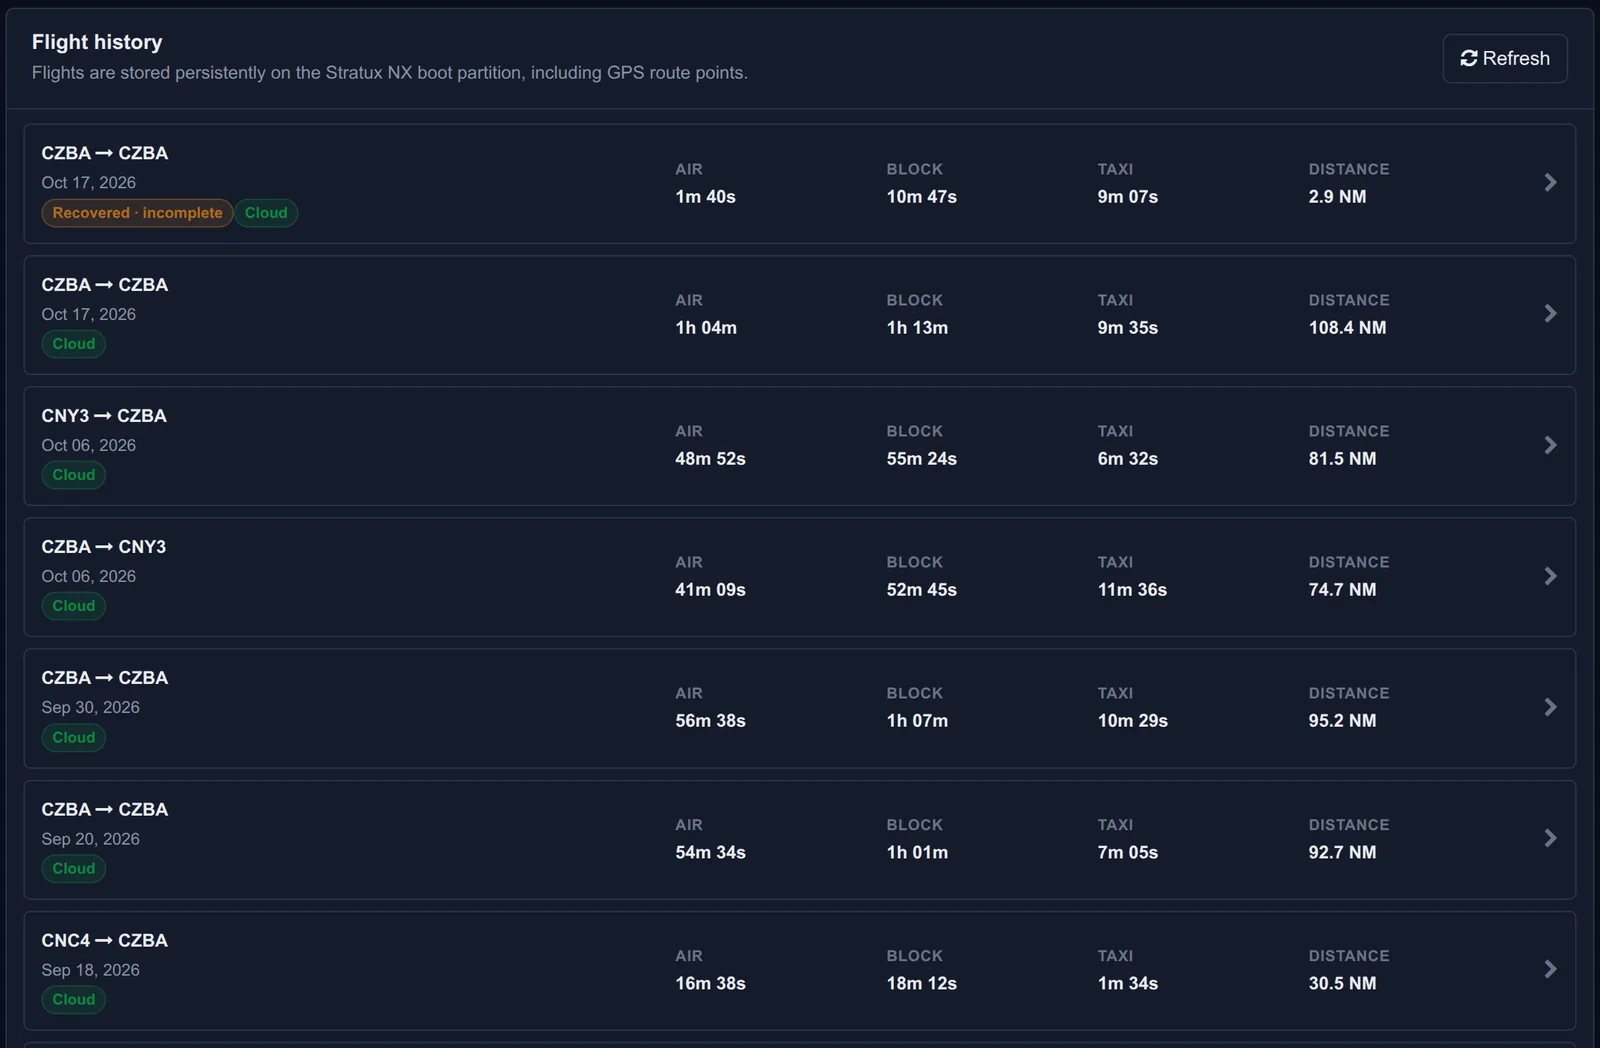 Flight history
Flights are stored persistently on the Stratux NX boot partition, including GPS route points.
Refresh
CZBA → CZBA
Oct 17, 2026
Recovered · incomplete Cloud
AIR BLOCK TAXI DISTANCE
1m 40s 10m 47s 9m 07s 2.9 NM
CZBA → CZBA
Oct 17, 2026
Cloud
AIR BLOCK TAXI DISTANCE
1h 04m 1h 13m 9m 35s 108.4 NM
CNY3 → CZBA
Oct 06, 2026
Cloud
AIR BLOCK TAXI DISTANCE
48m 52s 55m 24s 6m 32s 81.5 NM
CZBA → CNY3
Oct 06, 2026
Cloud
AIR BLOCK TAXI DISTANCE
41m 09s 52m 45s 11m 36s 74.7 NM
CZBA → CZBA
Sep 30, 2026
Cloud
AIR BLOCK TAXI DISTANCE
56m 38s 1h 07m 10m 29s 95.2 NM
CZBA → CZBA
Sep 20, 2026
Cloud
AIR BLOCK TAXI DISTANCE
54m 34s 1h 01m 7m 05s 92.7 NM
CNC4 → CZBA
Sep 18, 2026
Cloud
AIR BLOCK TAXI DISTANCE
16m 38s 18m 12s 1m 34s 30.5 NM